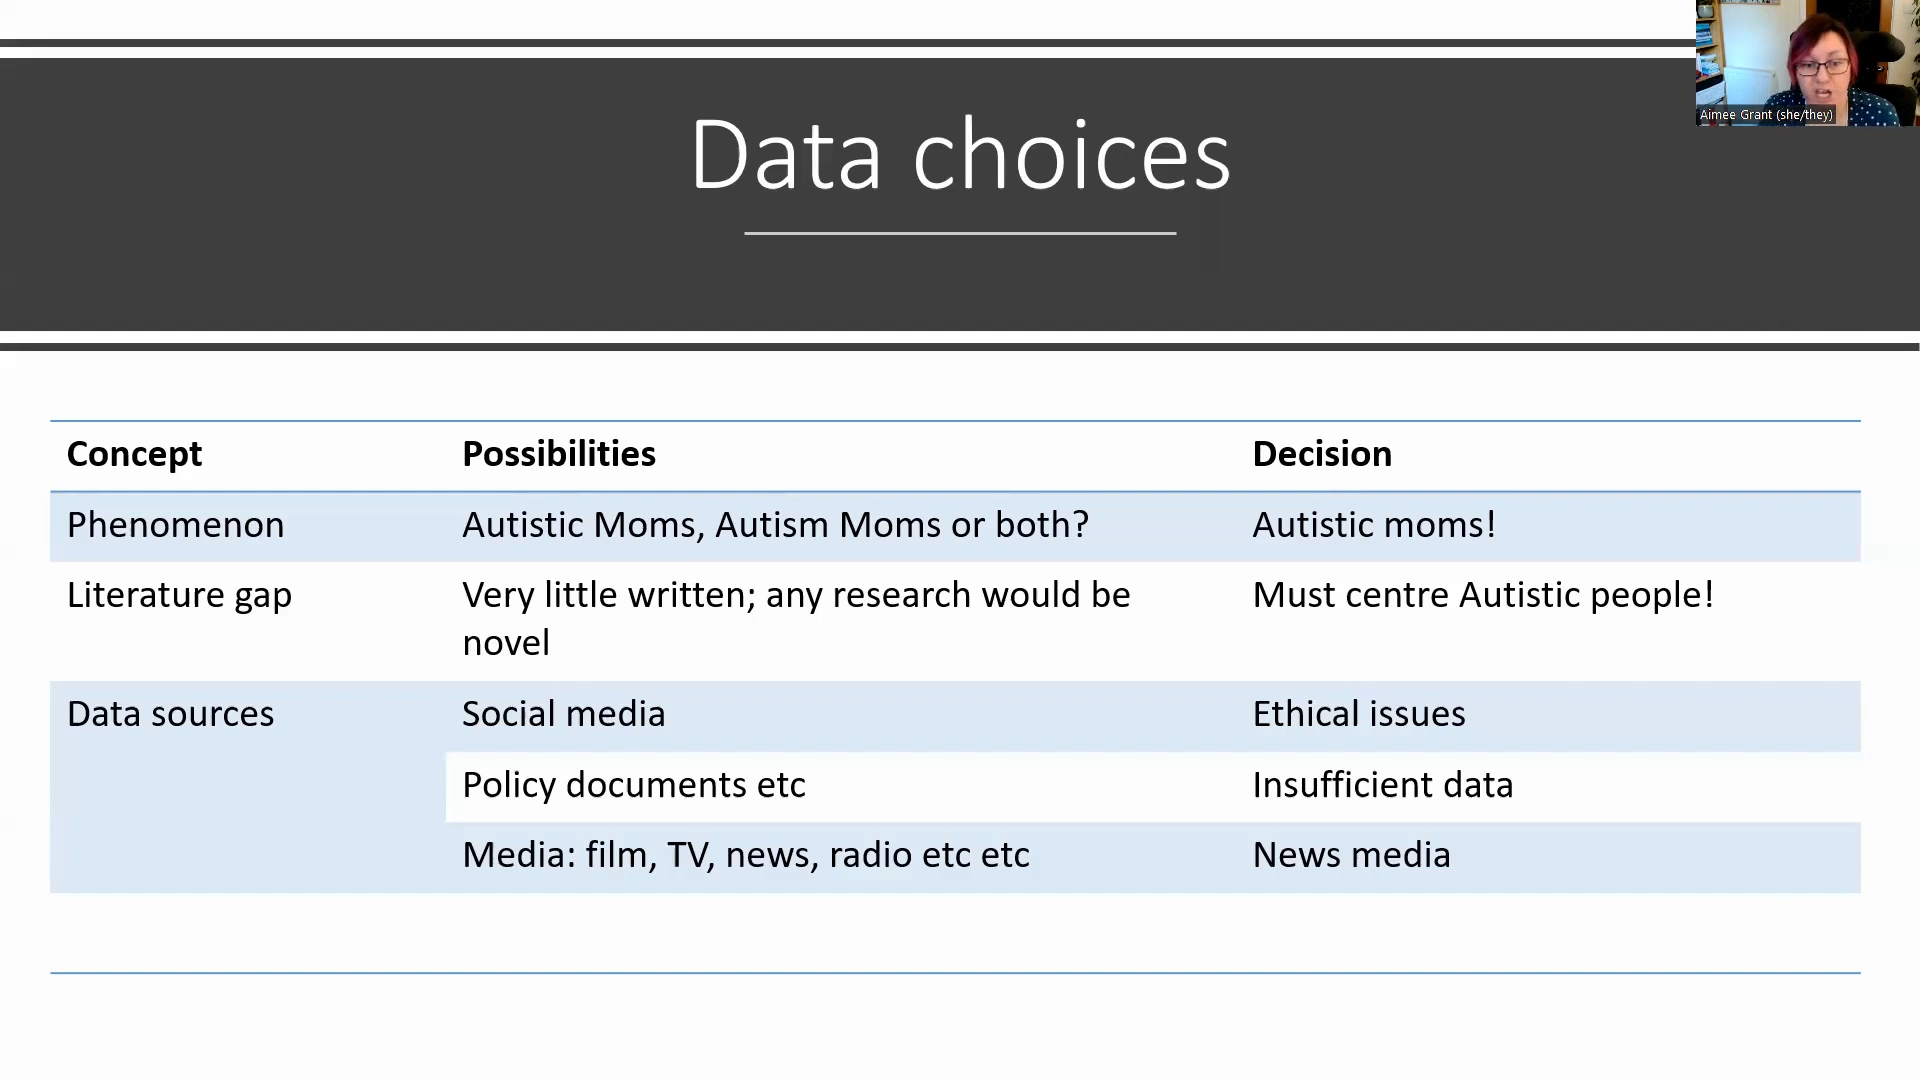 Aimee Grant (she/they)
Data choices
Concept Possibilities Decision
Phenomenon Autistic Moms, Autism Moms or both? Autistic moms!
Literature gap Very little written; any research would be Must centre Autistic people!
novel
Data sources Social media Ethical issues
Policy documents etc Insufficient data
Media: film, TV, news, radio etc etc News media